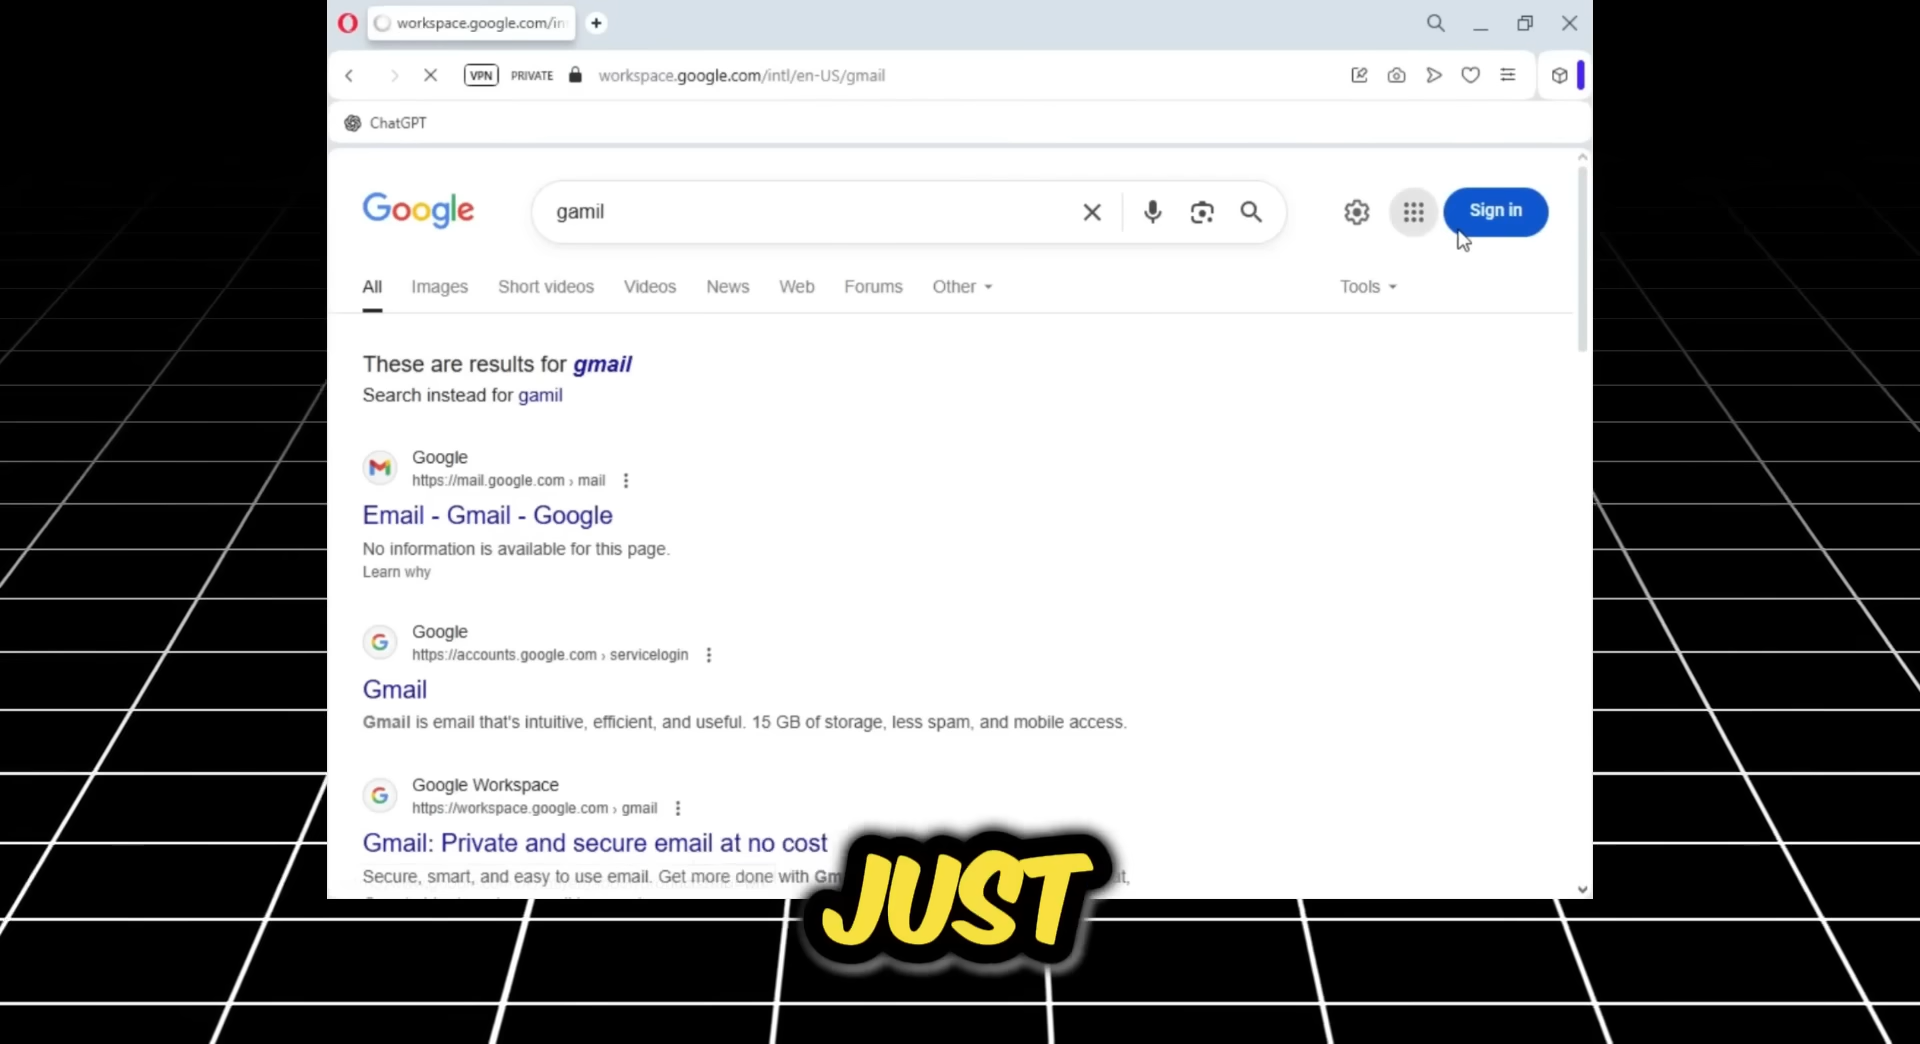 workspace.google.com/in
VPN PRIVATE workspace.google.com/intl/en-US/gmail
ChatGPT
Google gamil Sign in
All Images Short videos Videos News Web Forums Other Tools
These are results for gmail
Search instead for gamil
Google
https://mail.google.com › mail
Email - Gmail - Google
No information is available for this page.
Learn why
Google
https://accounts.google.com › servicelogin
Gmail
Gmail is email that's intuitive, efficient, and useful. 15 GB of storage, less spam, and mobile access.
Google Workspace
https://workspace.google.com › gmail
Gmail: Private and secure email at no cost
Secure, smart, and easy to use email. Get more done with Gm
JUST